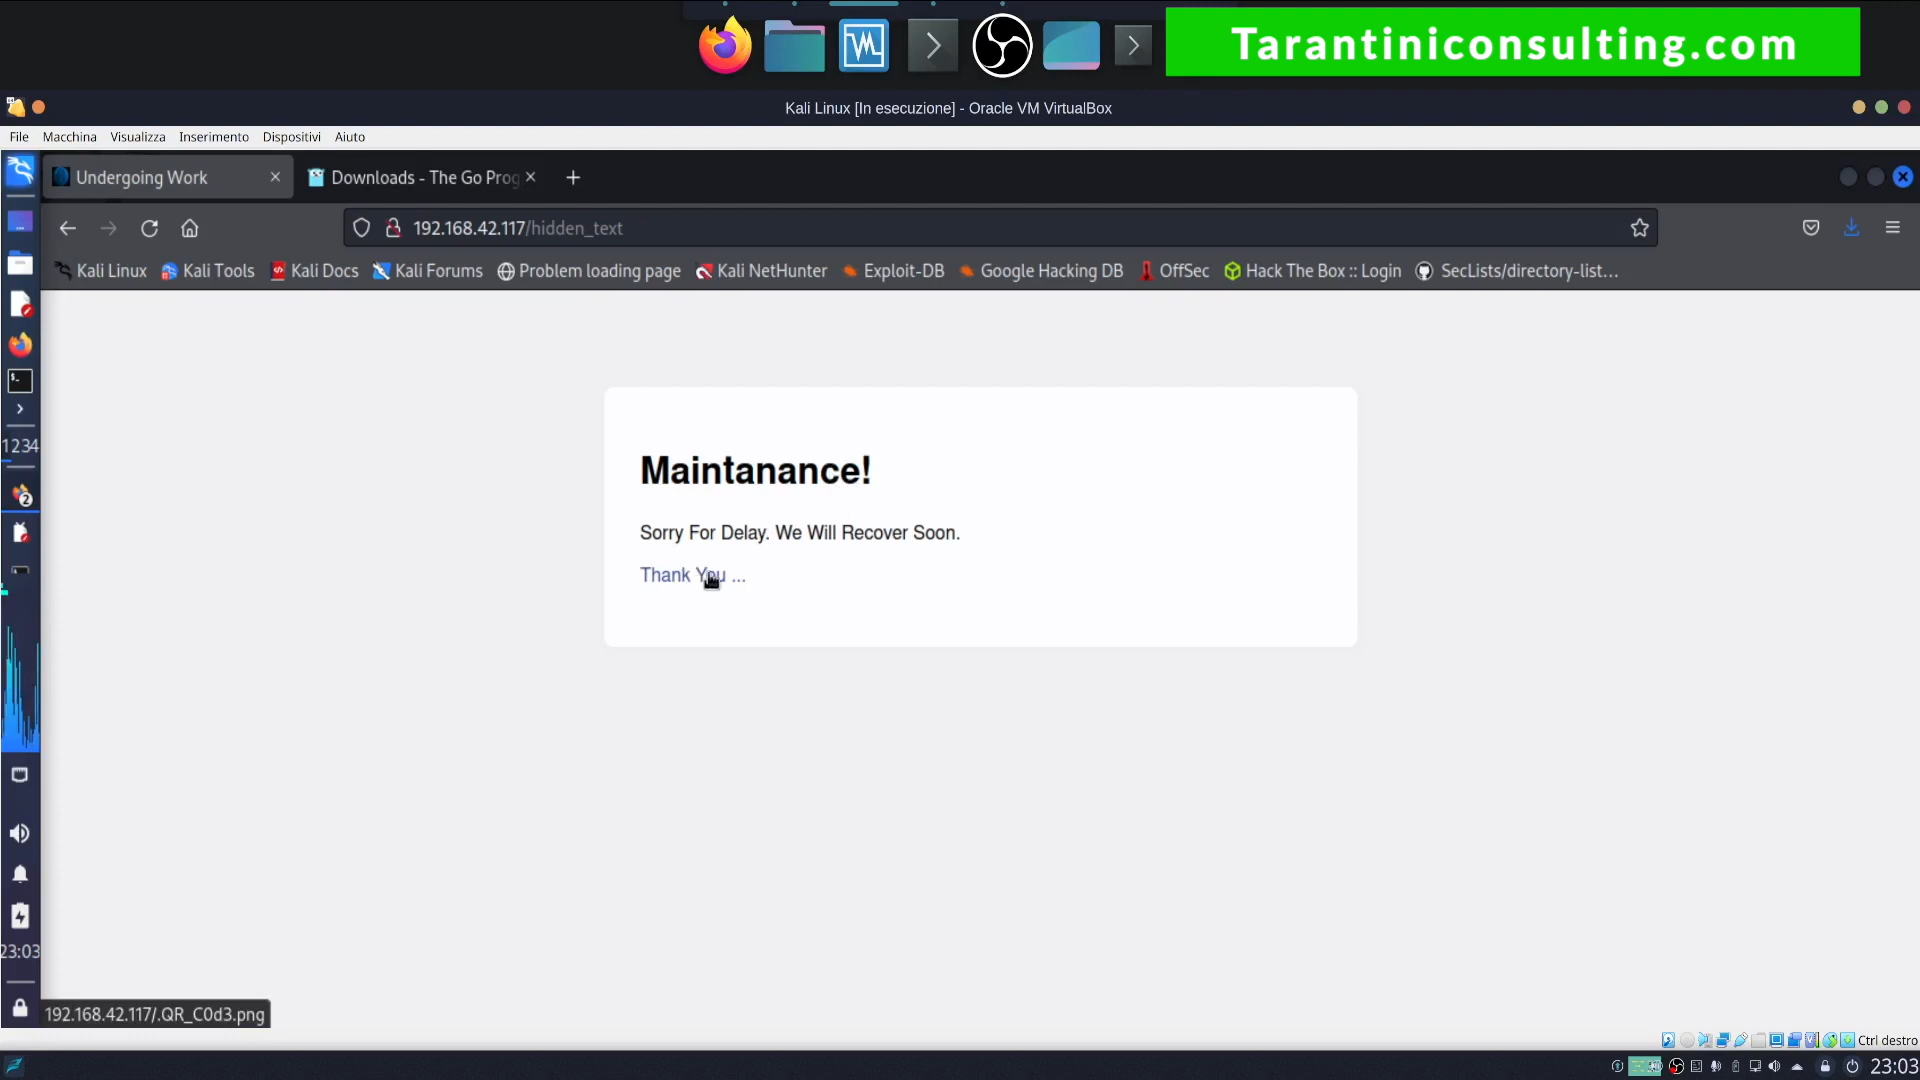 Tarantiniconsulting.com
Kali Linux [In esecuzione] - Oracle VM VirtualBox
File Macchina Visualizza Inserimento Dispositivi Aiuto
Undergoing Work
Downloads - The Go Prog
192.168.42.117/hidden_text
Kali Linux Kali Tools Kali Docs Kali Forums Problem loading page Kali NetHunter Exploit-DB Google Hacking DB OffSec Hack The Box :: Login SecLists/directory-list...
1234
2
Maintanance!
Sorry For Delay. We Will Recover Soon.
Thank You ...
23:03
192.168.42.117/.QR_C0d3.png
Ctrl destro
23:03